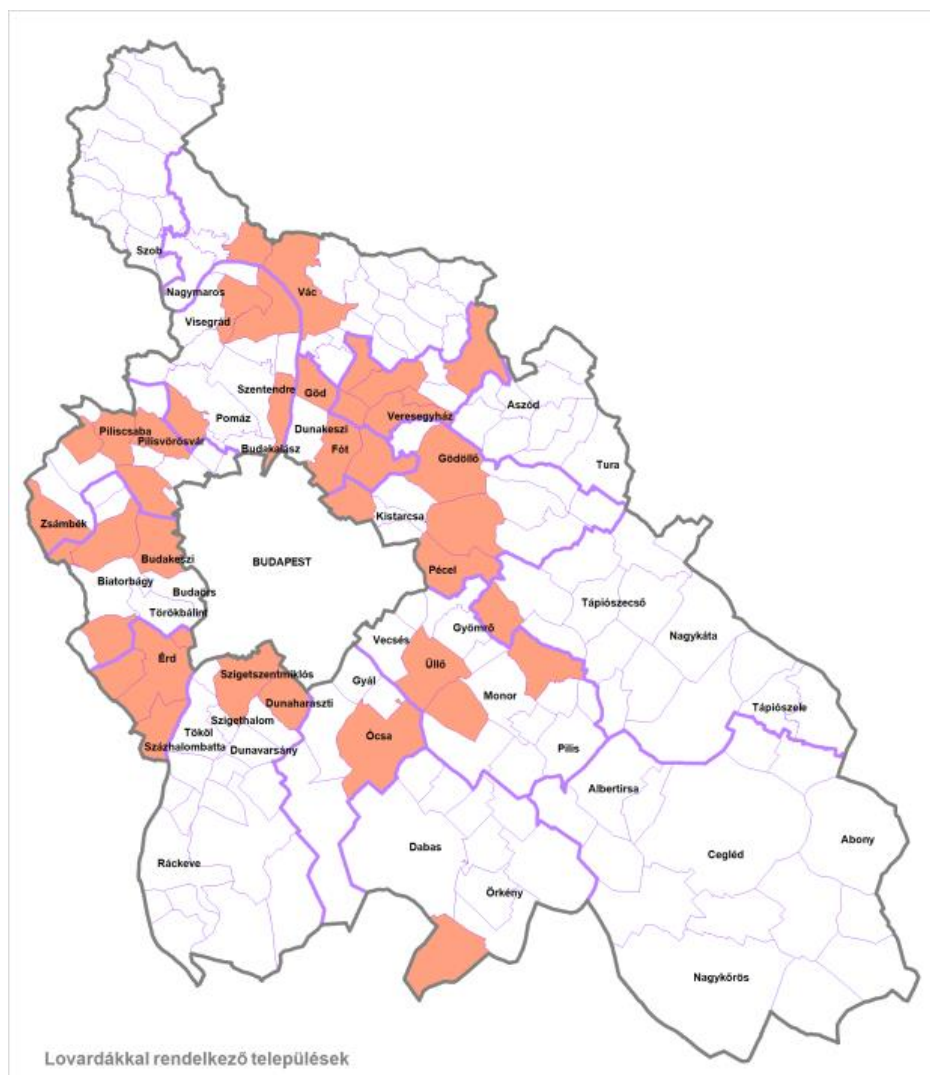 Szob
Nagymaros
Vác
Visegrád
Szentendre
Göd
Aszód
Veresegyház
Pomáz
Dunakeszi
Piliscsaba
Pilisvörösvár
Budakalász
Fót
Gödöllő
Tura
Kistarcsa
Zsámbék
Budakeszi
BUDAPEST
Pécel
Biatorbágy
Budaörs
Törökbálint
Tápiószecső
Gyömrő
Vecsés
Nagykáta
Érd
Szigetszentmiklós
Üllő
Gyál
Monor
Dunaharaszti
Tápiószele
Szigethalom
Tököl
Ócsa
Százhalombatta
Dunavarsány
Pilis
Albertirsa
Abony
Dabas
Cegléd
Ráckeve
Örkény
Nagykőrös
Lovardákkal rendelkező települések